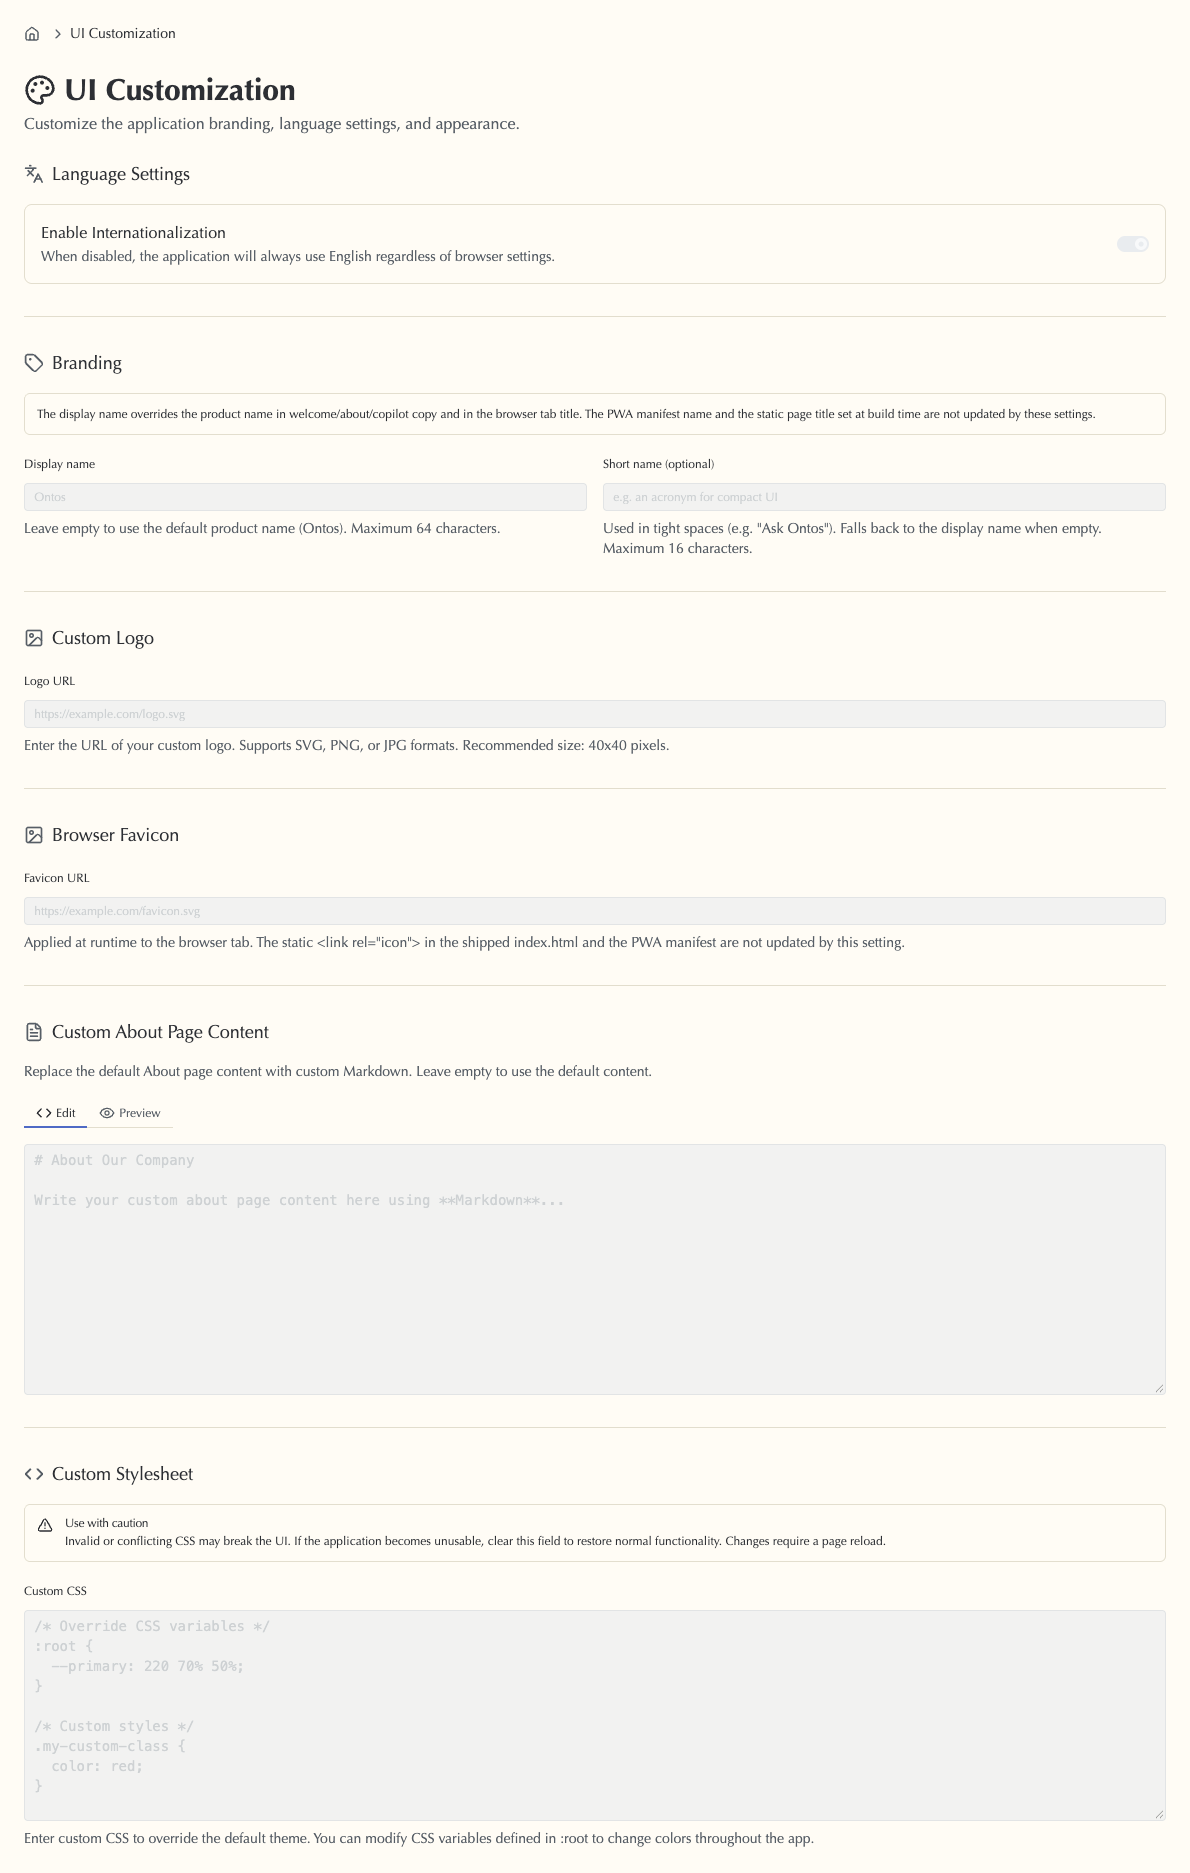 UI Customization
UI Customization
Customize the application branding, language settings, and appearance.
Language Settings
Enable Internationalization
When disabled, the application will always use English regardless of browser settings.
Branding
The display name overrides the product name in welcome/about/copilot copy and in the browser tab title. The PWA manifest name and the static page title set at build time are not updated by these settings.
Display name
Ontos
Leave empty to use the default product name (Ontos). Maximum 64 characters.
Short name (optional)
e.g. an acronym for compact UI
Used in tight spaces (e.g. "Ask Ontos"). Falls back to the display name when empty.
Maximum 16 characters.
Custom Logo
Logo URL
https://example.com/logo.svg
Enter the URL of your custom logo. Supports SVG, PNG, or JPG formats. Recommended size: 40x40 pixels.
Browser Favicon
Favicon URL
https://example.com/favicon.svg
Applied at runtime to the browser tab. The static <link rel="icon"> in the shipped index.html and the PWA manifest are not updated by this setting.
Custom About Page Content
Replace the default About page content with custom Markdown. Leave empty to use the default content.
Edit
Preview
# About Our Company
Write your custom about page content here using **Markdown**...
Custom Stylesheet
Use with caution
Invalid or conflicting CSS may break the UI. If the application becomes unusable, clear this field to restore normal functionality. Changes require a page reload.
Custom CSS
/* Override CSS variables */
:root {
  --primary: 220 70% 50%;
}
/* Custom styles */
.my-custom-class {
  color: red;
}
Enter custom CSS to override the default theme. You can modify CSS variables defined in :root to change colors throughout the app.